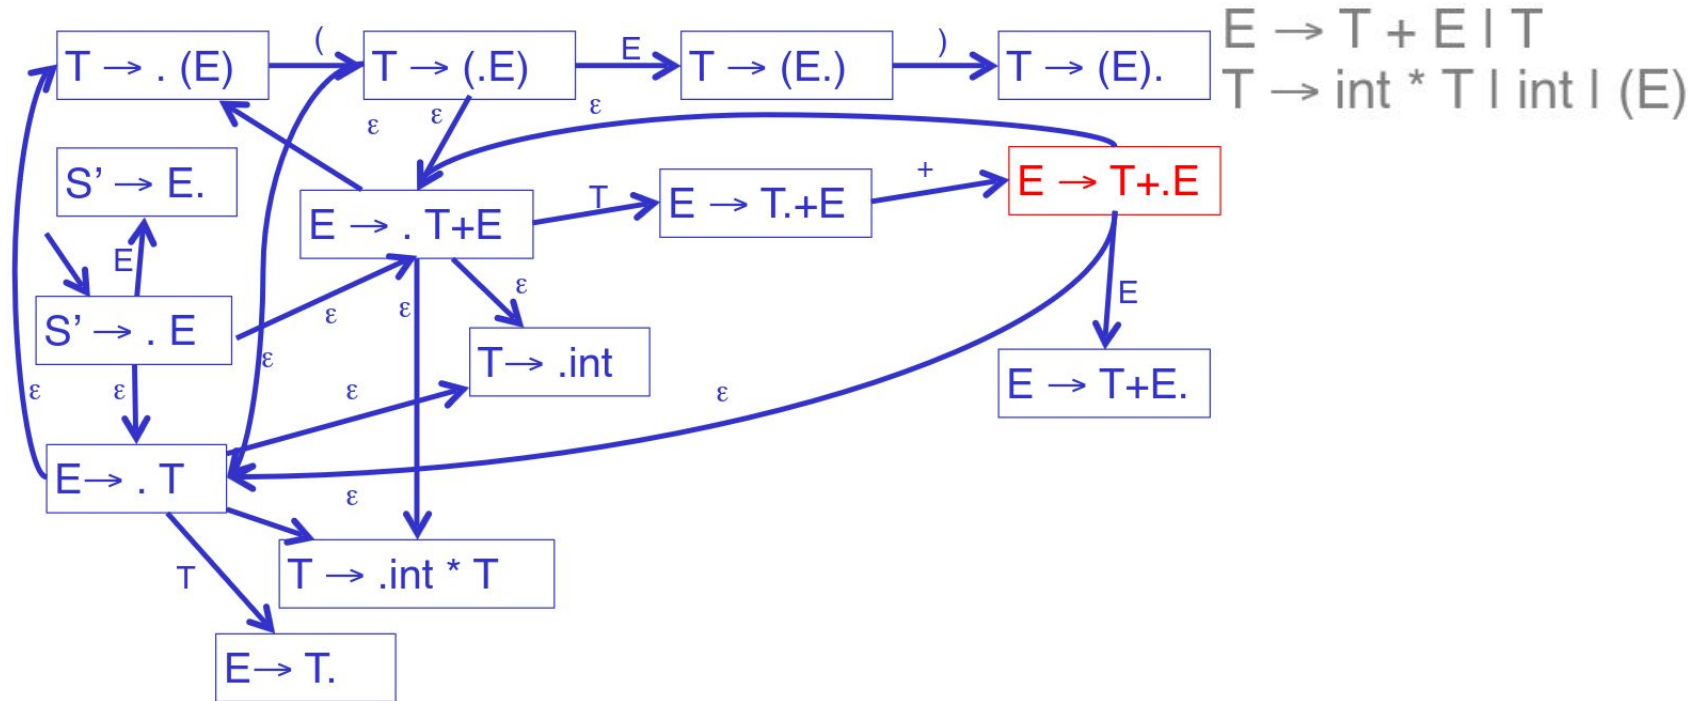 E → T + E | T
T → int * T | int | (E)
( E )
T → . (E) T → (.E) T → (E.) T → (E).
ε ε ε
S’ → E.
E → . T+E T E → T.+E + E → T+.E
E
S’ → . E ε ε ε E
T→ .int
ε ε ε ε ε
E → T+E.
E→ . T
ε
T → .int * T
T
E→ T.